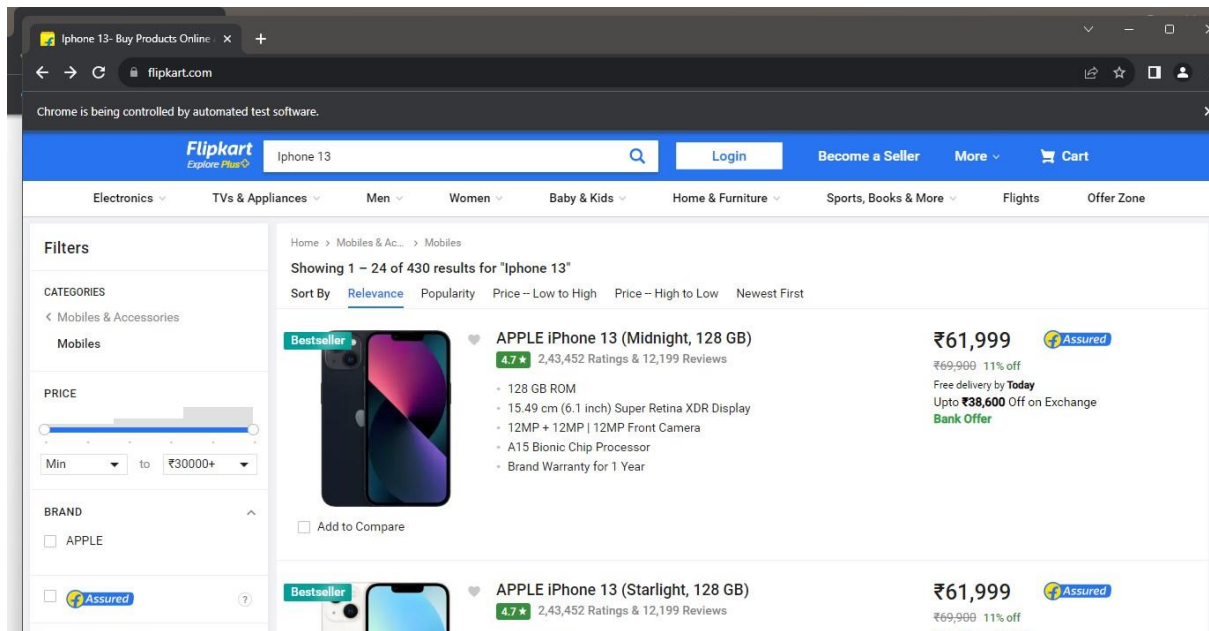 Iphone 13- Buy Products Online
flipkart.com
Chrome is being controlled by automated test software.
Flipkart
Explore Plus
Iphone 13
Login
Become a Seller
More
Cart
Electronics
TVs & Appliances
Men
Women
Baby & Kids
Home & Furniture
Sports, Books & More
Flights
Offer Zone
Filters
CATEGORIES
Mobiles & Accessories
Mobiles
PRICE
Min to ₹30000+
BRAND
APPLE
Assured
?
Home > Mobiles & Ac... > Mobiles
Showing 1 – 24 of 430 results for "Iphone 13"
Sort By Relevance Popularity Price -- Low to High Price -- High to Low Newest First
Bestseller
APPLE iPhone 13 (Midnight, 128 GB)
4.7★ 2,43,452 Ratings & 12,199 Reviews
128 GB ROM
15.49 cm (6.1 inch) Super Retina XDR Display
12MP + 12MP | 12MP Front Camera
A15 Bionic Chip Processor
Brand Warranty for 1 Year
₹61,999
Assured
₹69,900 11% off
Free delivery by Today
Upto ₹38,600 Off on Exchange
Bank Offer
Add to Compare
Bestseller
APPLE iPhone 13 (Starlight, 128 GB)
4.7★ 2,43,452 Ratings & 12,199 Reviews
₹61,999
Assured
₹69,900 11% off